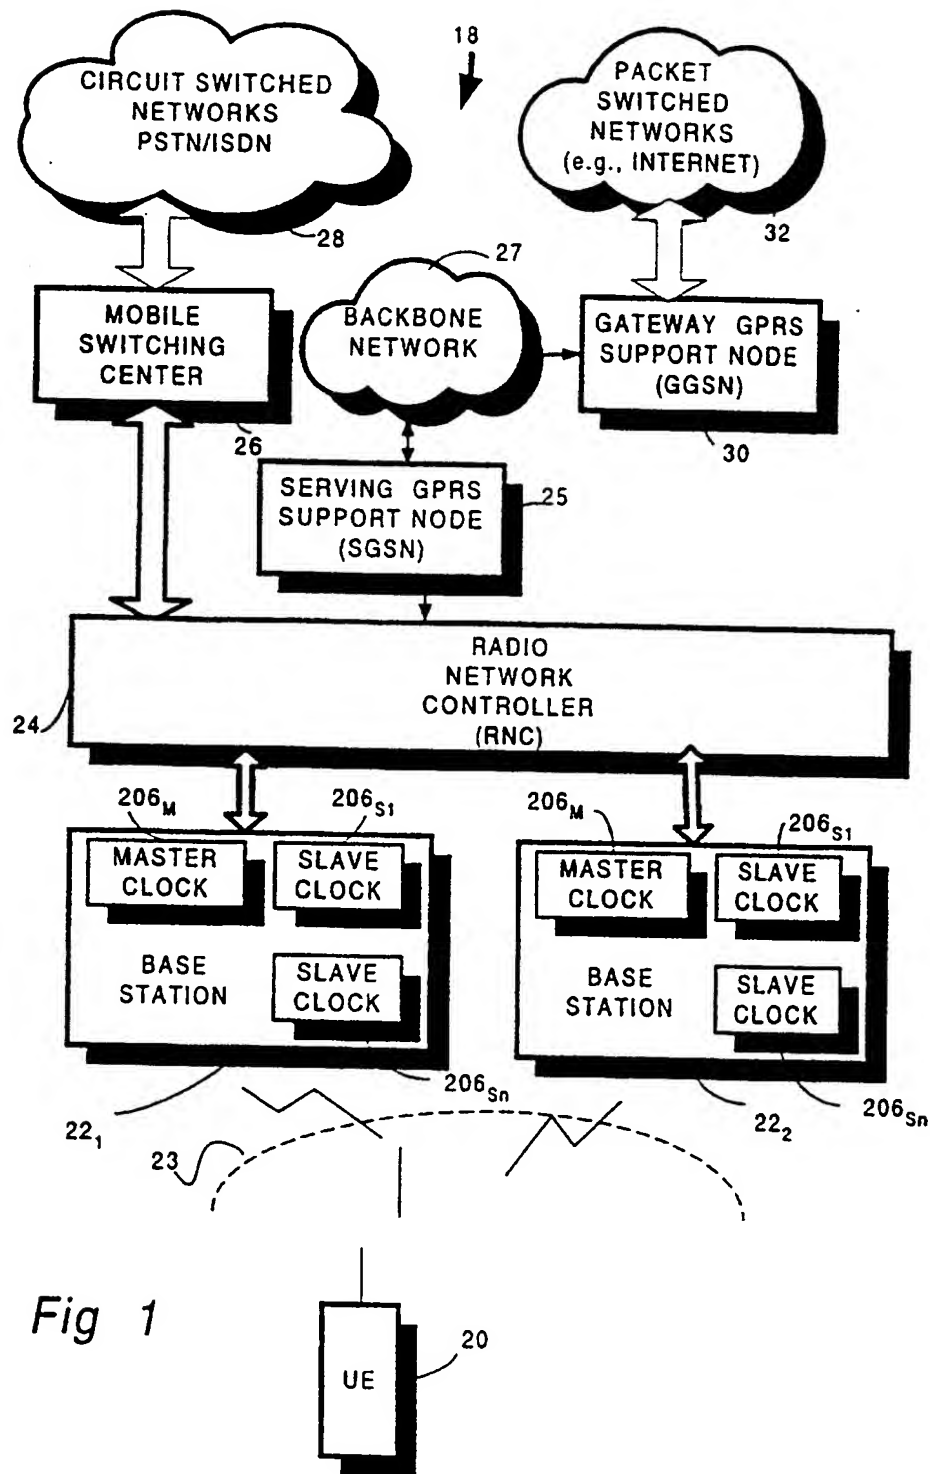 18
CIRCUIT SWITCHED
NETWORKS
PSTN/ISDN
PACKET
SWITCHED
NETWORKS
(e.g., INTERNET)
28
32
27
MOBILE
SWITCHING
CENTER
BACKBONE
NETWORK
GATEWAY GPRS
SUPPORT NODE
(GGSN)
26
30
SERVING GPRS
SUPPORT NODE
(SGSN)
25
RADIO
NETWORK
CONTROLLER
(RNC)
24
206M
206S1
206M
206S1
MASTER
CLOCK
SLAVE
CLOCK
BASE
STATION
SLAVE
CLOCK
MASTER
CLOCK
SLAVE
CLOCK
BASE
STATION
SLAVE
CLOCK
206Sn
206Sn
221
222
23
Fig 1
UE
20